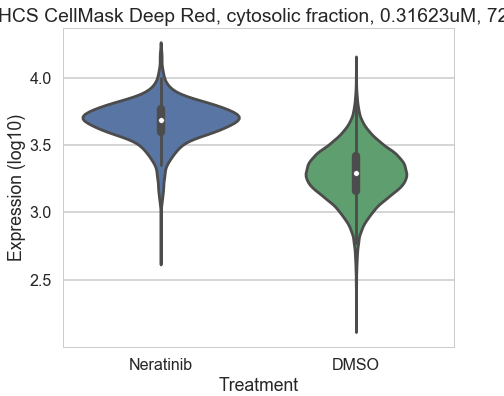 HCS CellMask Deep Red, cytosolic fraction, 0.31623uM, 72
4.0
3.5
3.0
2.5
Expression (log10)
Neratinib DMSO
Treatment